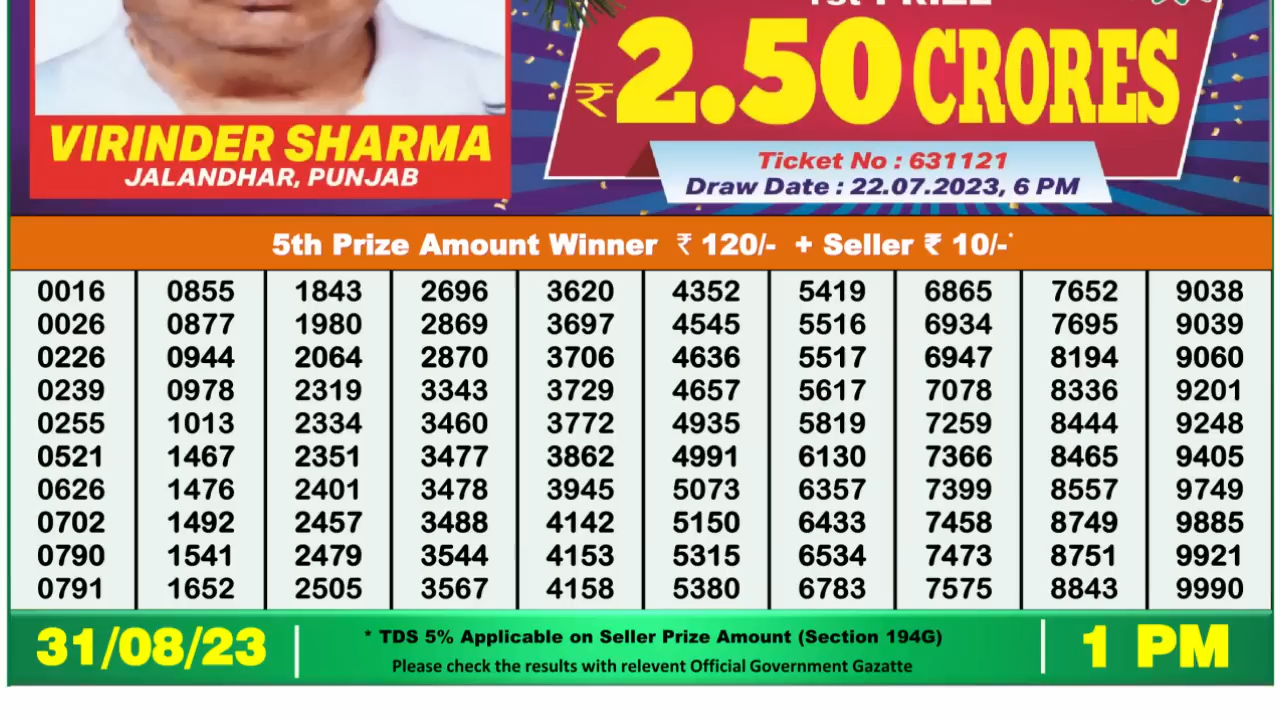 1st PRIZE
₹ 2.50 CRORES
VIRINDER SHARMA
JALANDHAR, PUNJAB
Ticket No : 631121
Draw Date : 22.07.2023, 6 PM
5th Prize Amount Winner ₹ 120/- + Seller ₹ 10/-*
0016 0855 1843 2696 3620 4352 5419 6865 7652 9038
0026 0877 1980 2869 3697 4545 5516 6934 7695 9039
0226 0944 2064 2870 3706 4636 5517 6947 8194 9060
0239 0978 2319 3343 3729 4657 5617 7078 8336 9201
0255 1013 2334 3460 3772 4935 5819 7259 8444 9248
0521 1467 2351 3477 3862 4991 6130 7366 8465 9405
0626 1476 2401 3478 3945 5073 6357 7399 8557 9749
0702 1492 2457 3488 4142 5150 6433 7458 8749 9885
0790 1541 2479 3544 4153 5315 6534 7473 8751 9921
0791 1652 2505 3567 4158 5380 6783 7575 8843 9990
31/08/23
* TDS 5% Applicable on Seller Prize Amount (Section 194G)
Please check the results with relevent Official Government Gazatte
1 PM